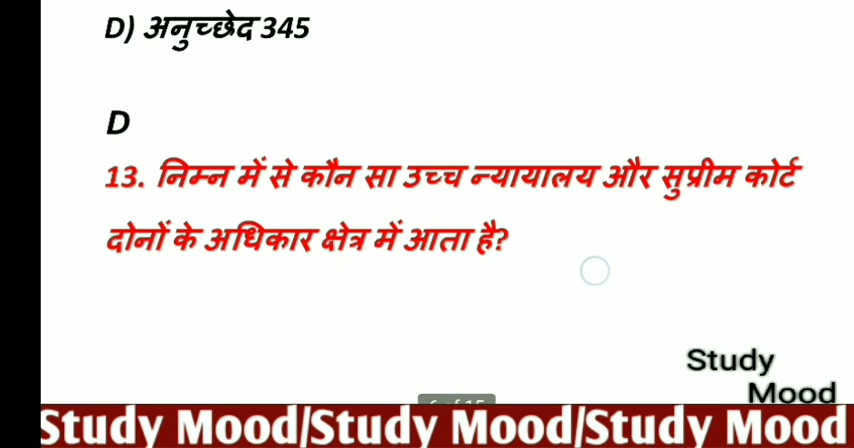 D) अनुच्छेद 345
D
13. निम्न में से कौन सा उच्च न्यायालय और सुप्रीम कोर्ट
दोनों के अधिकार क्षेत्र में आता है?
Study
Mood
Study Mood/Study Mood/Study Mood